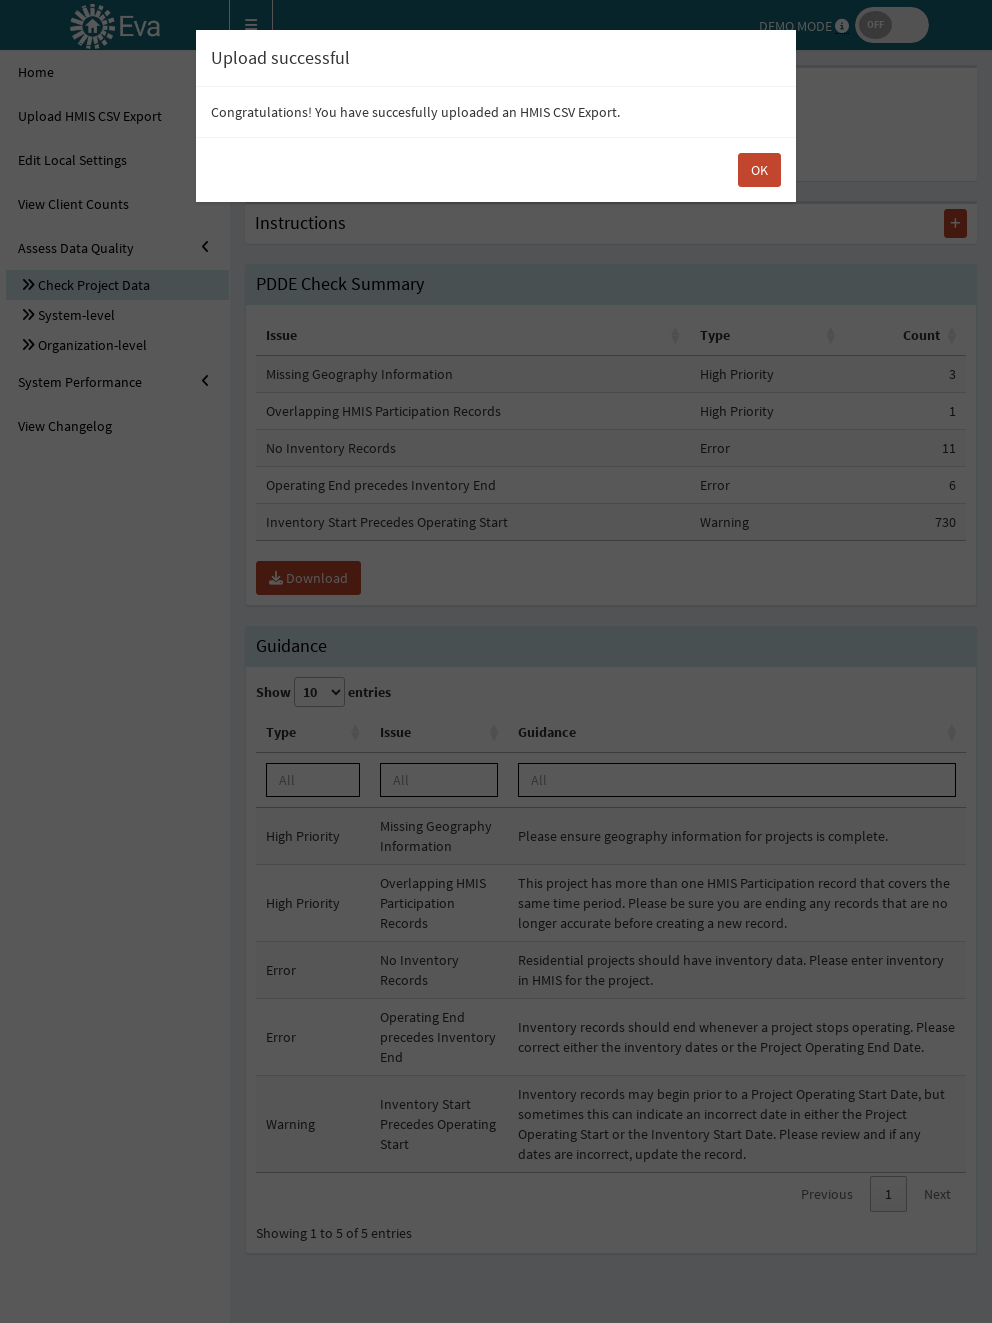 Eva
DEMO MODE
OFF
Upload successful
Congratulations! You have succesfully uploaded an HMIS CSV Export.
OK
Home
Upload HMIS CSV Export
Edit Local Settings
View Client Counts
Assess Data Quality
Check Project Data
System-level
Organization-level
System Performance
View Changelog
Instructions
+
PDDE Check Summary
Issue Type Count
Missing Geography Information High Priority 3
Overlapping HMIS Participation Records High Priority 1
No Inventory Records Error 11
Operating End precedes Inventory End Error 6
Inventory Start Precedes Operating Start Warning 730
Download
Guidance
Show 10 entries
Type Issue Guidance
All All All
High Priority
Missing Geography
Information
Please ensure geography information for projects is complete.
High Priority
Overlapping HMIS
Participation
Records
This project has more than one HMIS Participation record that covers the
same time period. Please be sure you are ending any records that are no
longer accurate before creating a new record.
Error
No Inventory
Records
Residential projects should have inventory data. Please enter inventory
in HMIS for the project.
Error
Operating End
precedes Inventory
End
Inventory records should end whenever a project stops operating. Please
correct either the inventory dates or the Project Operating End Date.
Warning
Inventory Start
Precedes Operating
Start
Inventory records may begin prior to a Project Operating Start Date, but
sometimes this can indicate an incorrect date in either the Project
Operating Start or the Inventory Start Date. Please review and if any
dates are incorrect, update the record.
Previous 1 Next
Showing 1 to 5 of 5 entries